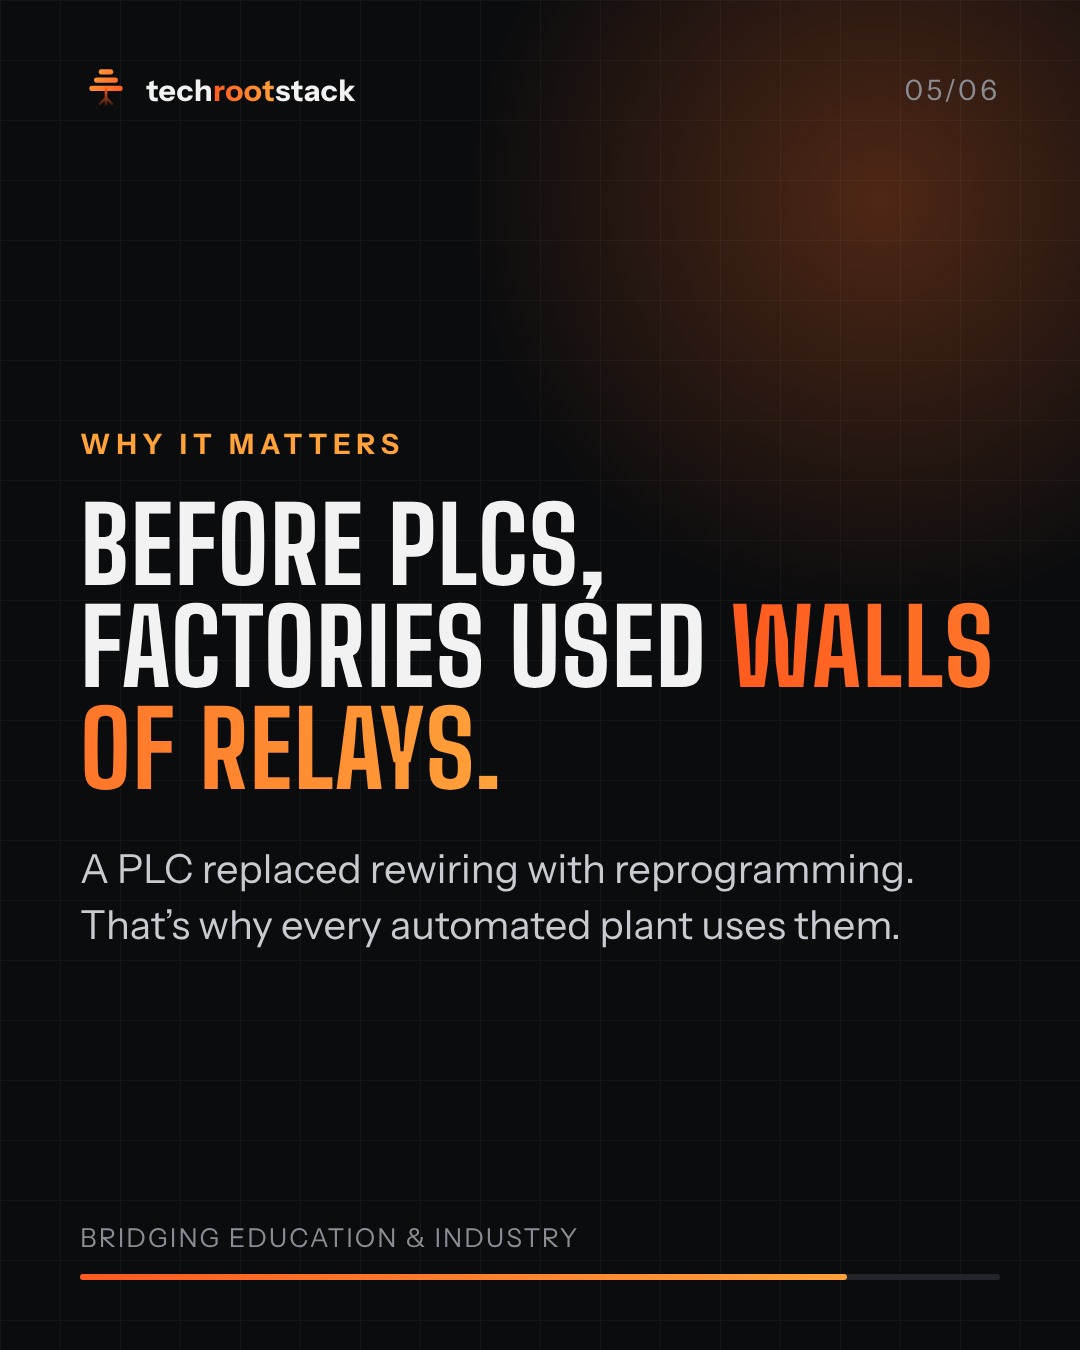 techrootstack
05/06
WHY IT MATTERS
BEFORE PLCS,
FACTORIES USED WALLS
OF RELAYS.
A PLC replaced rewiring with reprogramming.
That’s why every automated plant uses them.
BRIDGING EDUCATION & INDUSTRY